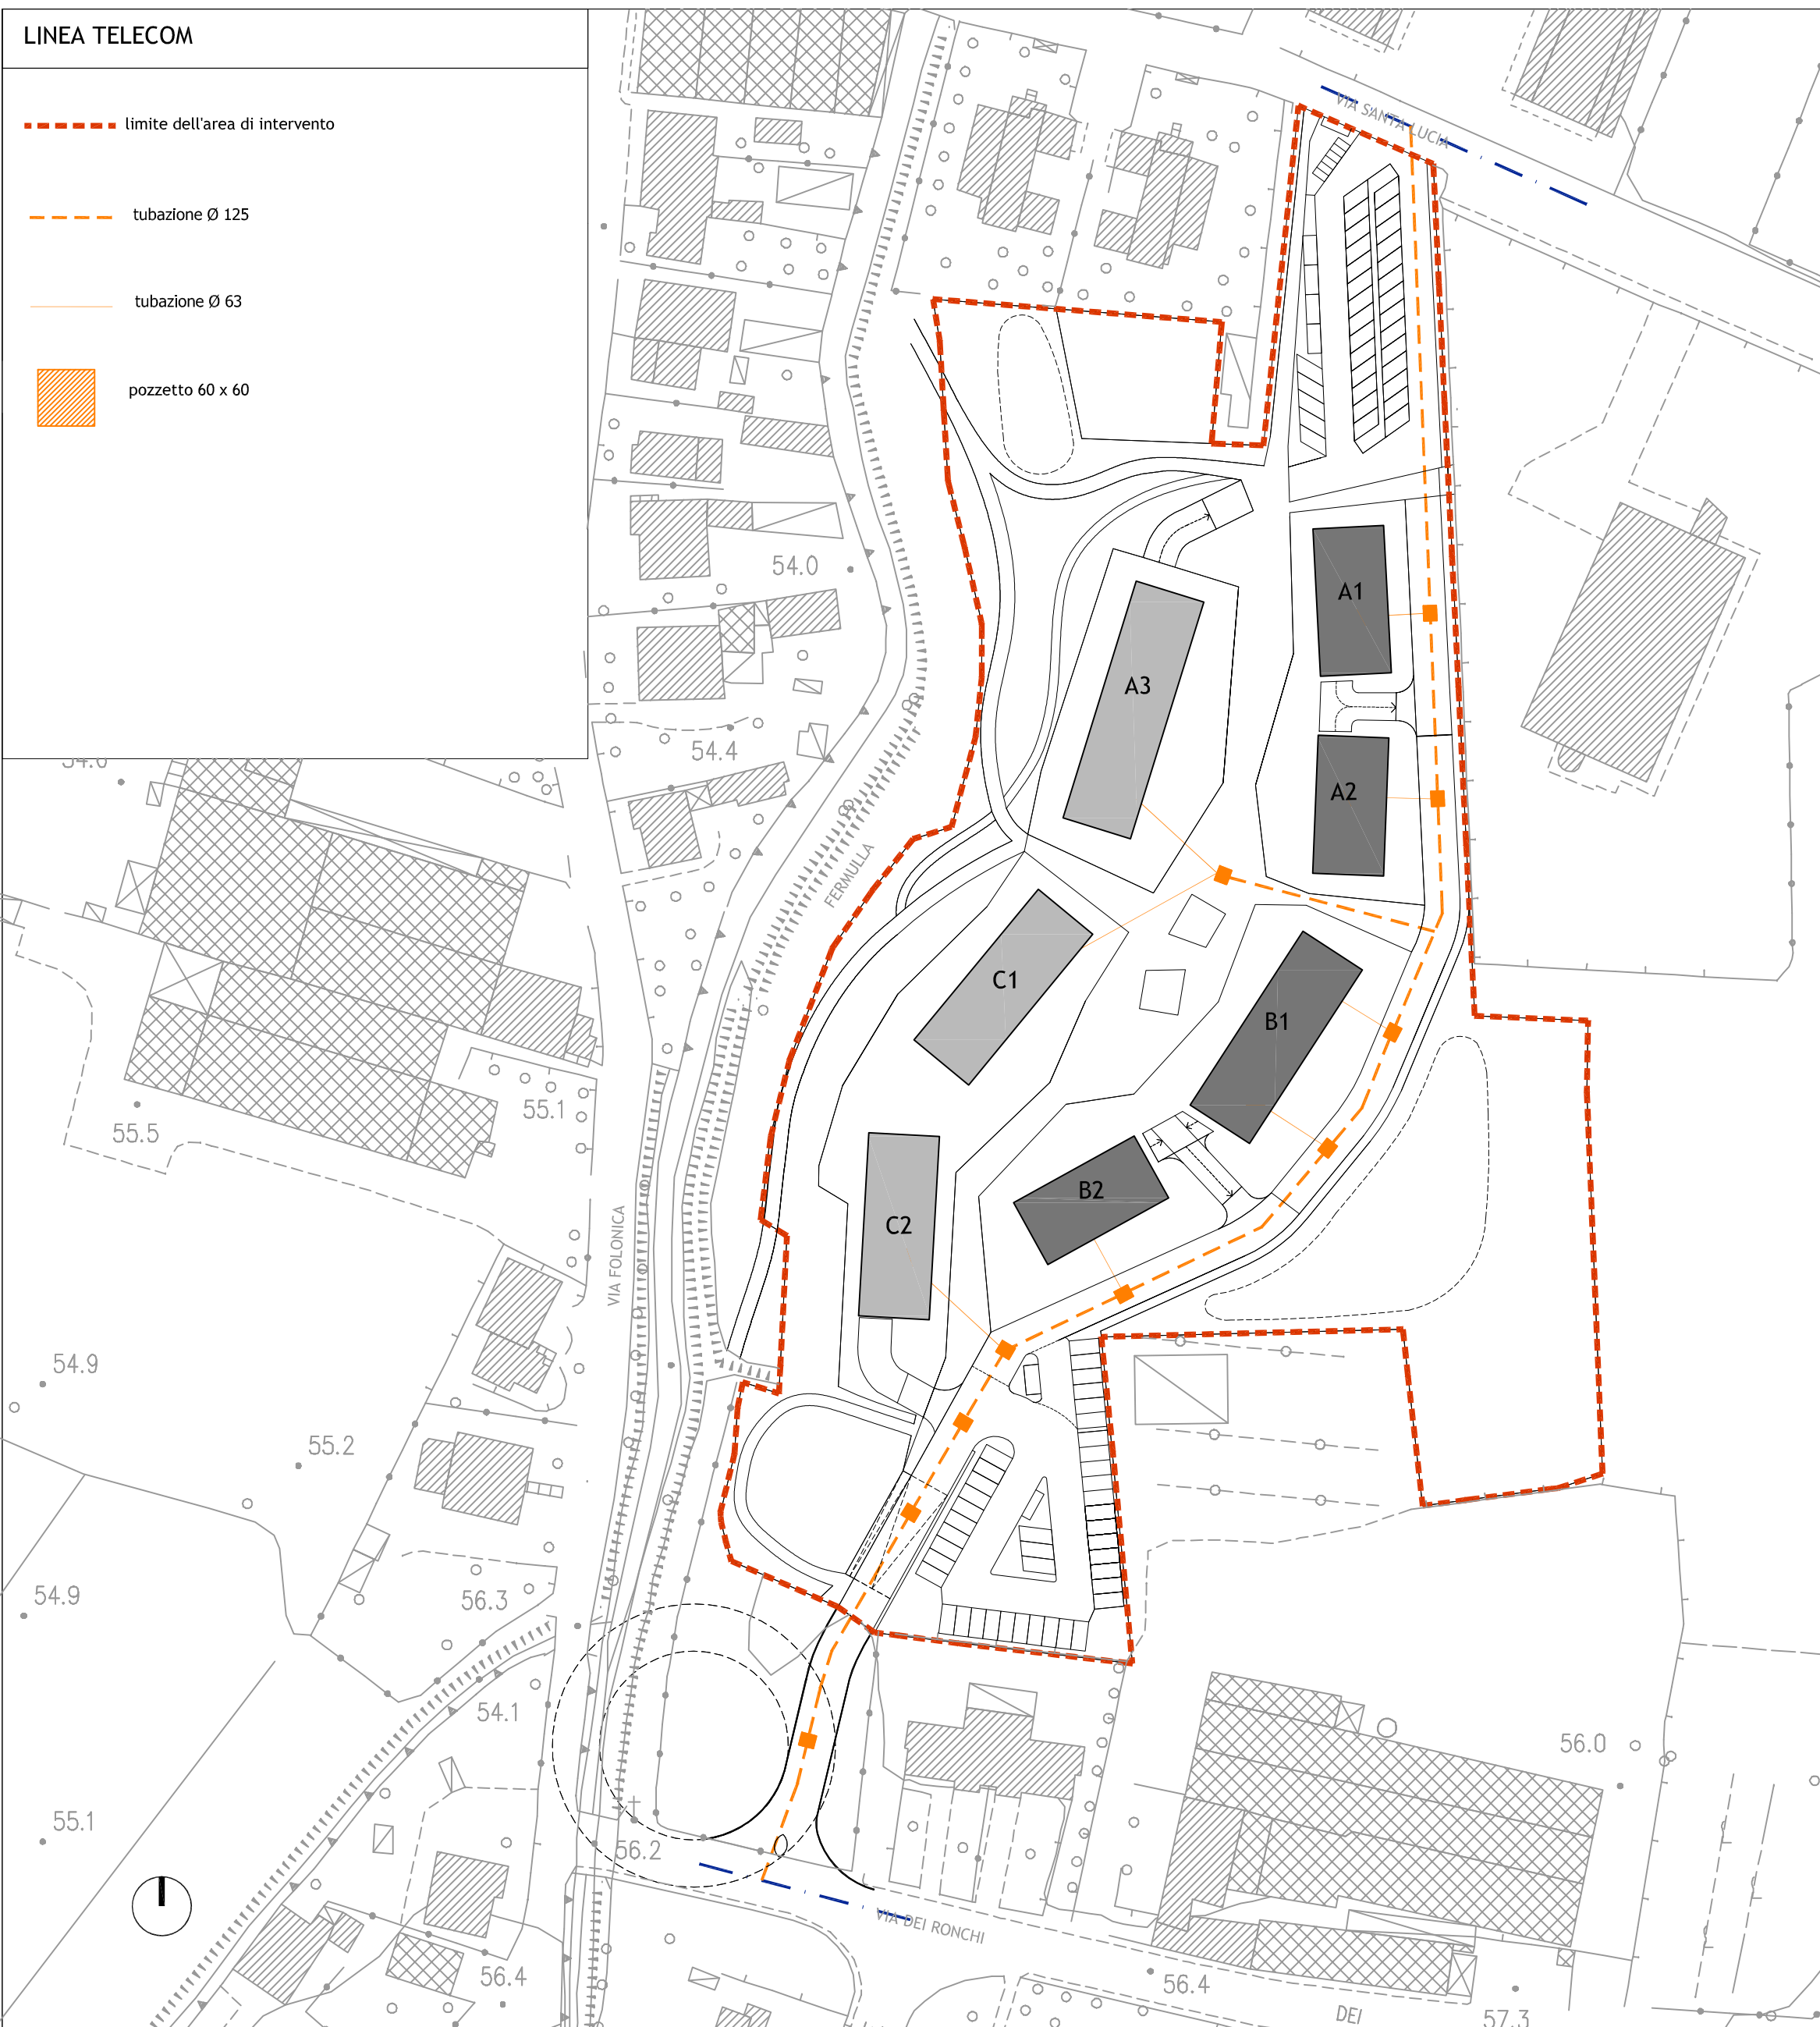 LINEA TELECOM
limite dell'area di intervento
tubazione Ø 125
tubazione Ø 63
pozzetto 60 x 60
VIA SANTA LUCIA
54.0
A1
A3
54.4
A2
FERMULLA
C1
B1
55.1
55.5
B2
C2
VIA FOLONICA
54.9
55.2
54.9
56.3
54.1
56.0
55.1
56.2
VIA DEI RONCHI
56.4
56.4
DEI
57.3